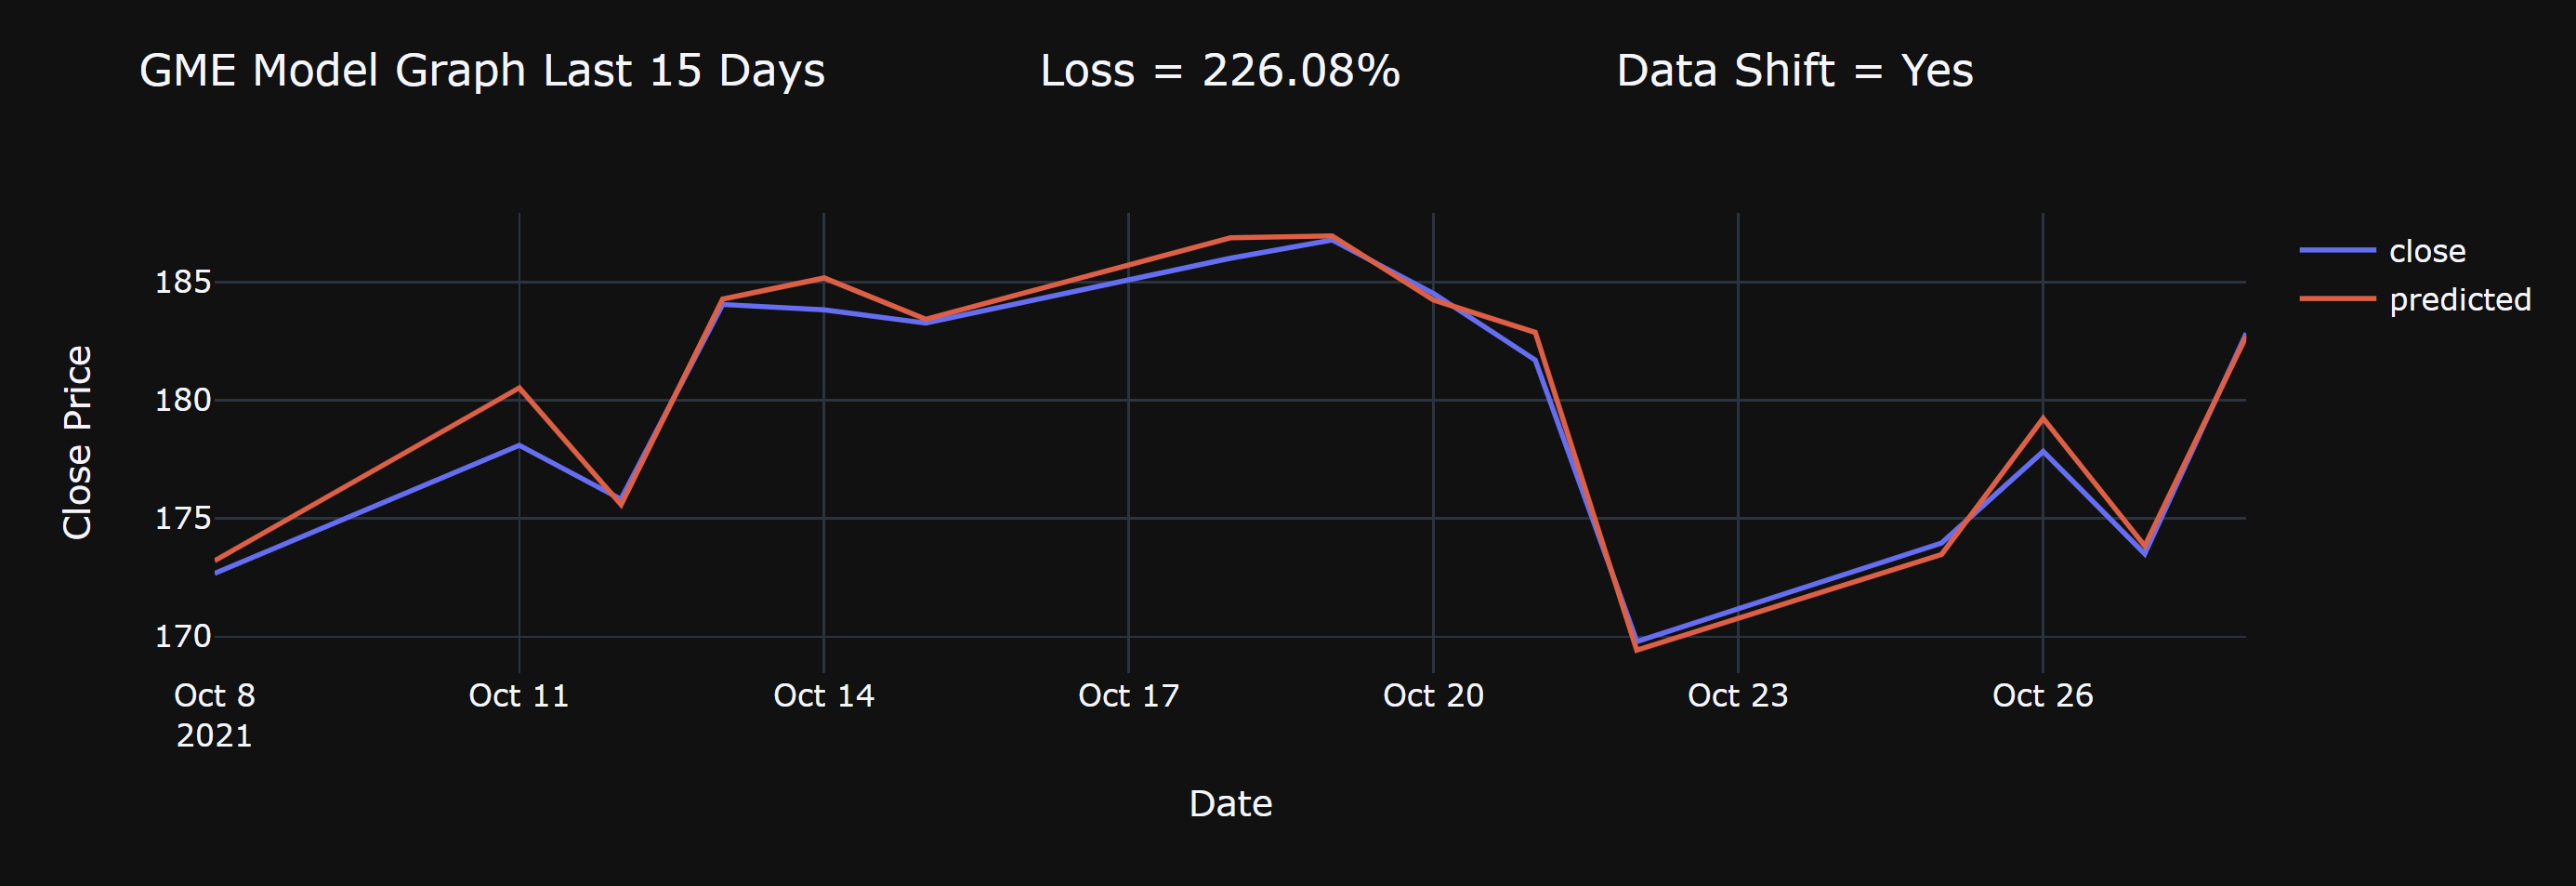 GME Model Graph Last 15 Days Loss = 226.08% Data Shift = Yes
close
predicted
Close Price
185
180
175
170
Oct 8 Oct 11 Oct 14 Oct 17 Oct 20 Oct 23 Oct 26
2021
Date